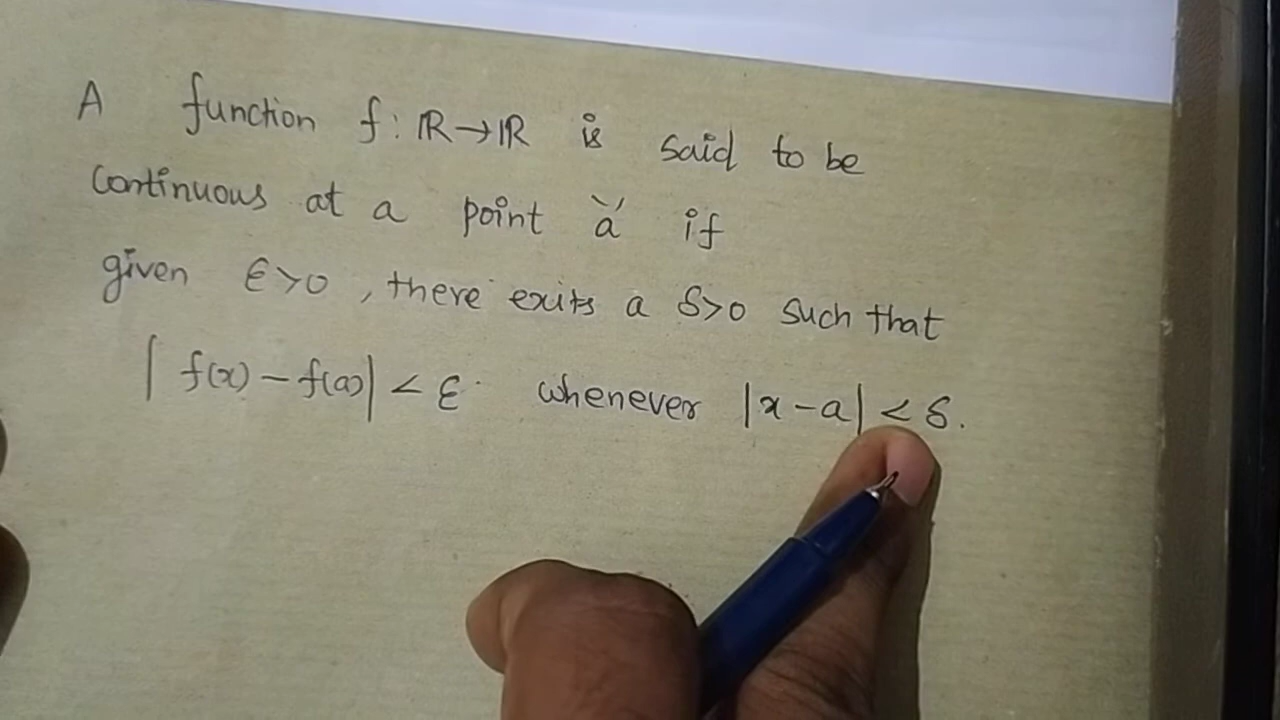 A function f: ℝ→ℝ is said to be
continuous at a point `a´ if
given ε>0, there exits a δ>0 such that
|f(x) - f(a)| < ε whenever |x-a| < δ.